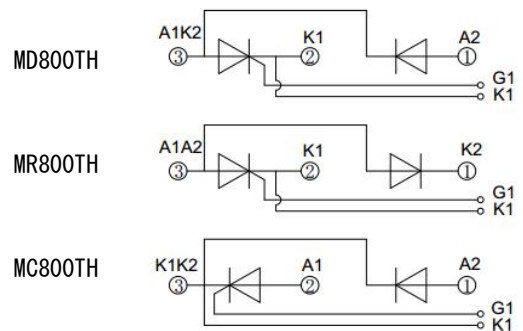 A1K2 K1 A2
MD800TH ③ ② ①
G1
K1
A1A2 K1 K2
MR800TH ③ ② ①
G1
K1
K1K2 A1 A2
MC800TH ③ ② ①
G1
K1